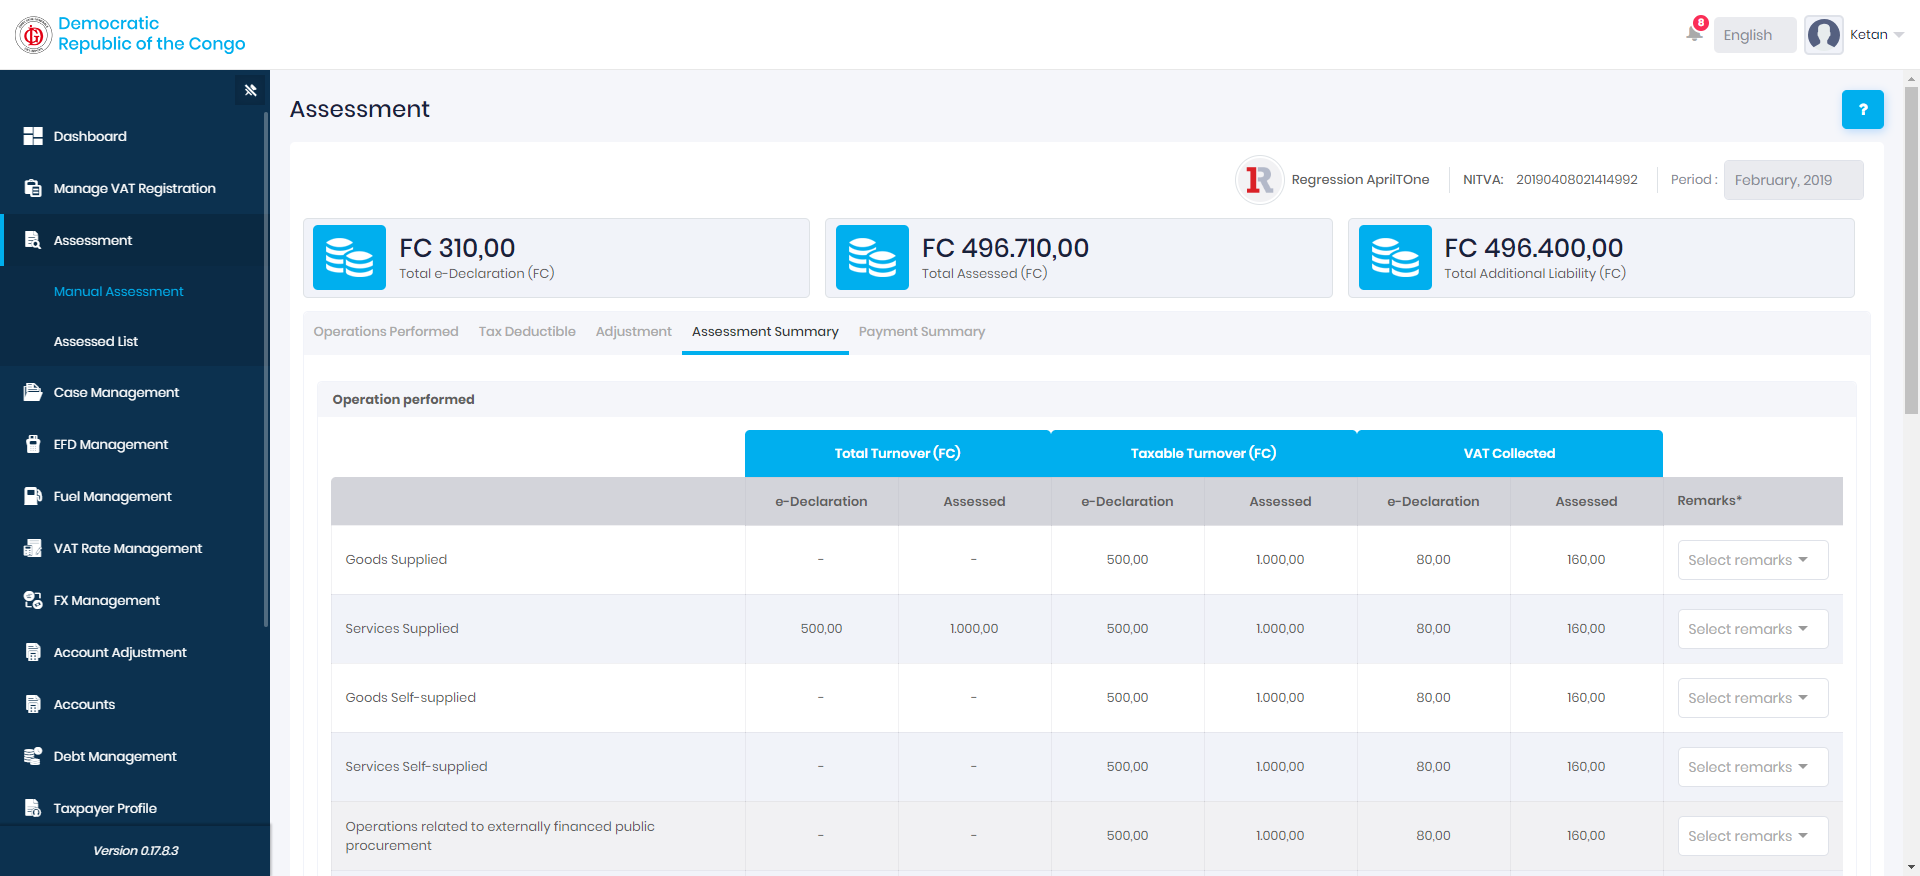 Democratic
Republic of the Congo
8
English
Ketan
Dashboard
Manage VAT Registration
Assessment
Manual Assessment
Assessed List
Case Management
EFD Management
Fuel Management
VAT Rate Management
FX Management
Account Adjustment
Accounts
Debt Management
Taxpayer Profile
Version 0.17.8.3
Assessment
?
Regression AprilTOne
NITVA: 20190408021414992
Period : February, 2019
FC 310,00
Total e-Declaration (FC)
FC 496.710,00
Total Assessed (FC)
FC 496.400,00
Total Additional Liability (FC)
Operations Performed Tax Deductible Adjustment Assessment Summary Payment Summary
Operation performed
Total Turnover (FC) Taxable Turnover (FC) VAT Collected
e-Declaration Assessed e-Declaration Assessed e-Declaration Assessed Remarks*
Goods Supplied - - 500,00 1.000,00 80,00 160,00 Select remarks
Services Supplied 500,00 1.000,00 500,00 1.000,00 80,00 160,00 Select remarks
Goods Self-supplied - - 500,00 1.000,00 80,00 160,00 Select remarks
Services Self-supplied - - 500,00 1.000,00 80,00 160,00 Select remarks
Operations related to externally financed public
procurement - - 500,00 1.000,00 80,00 160,00 Select remarks